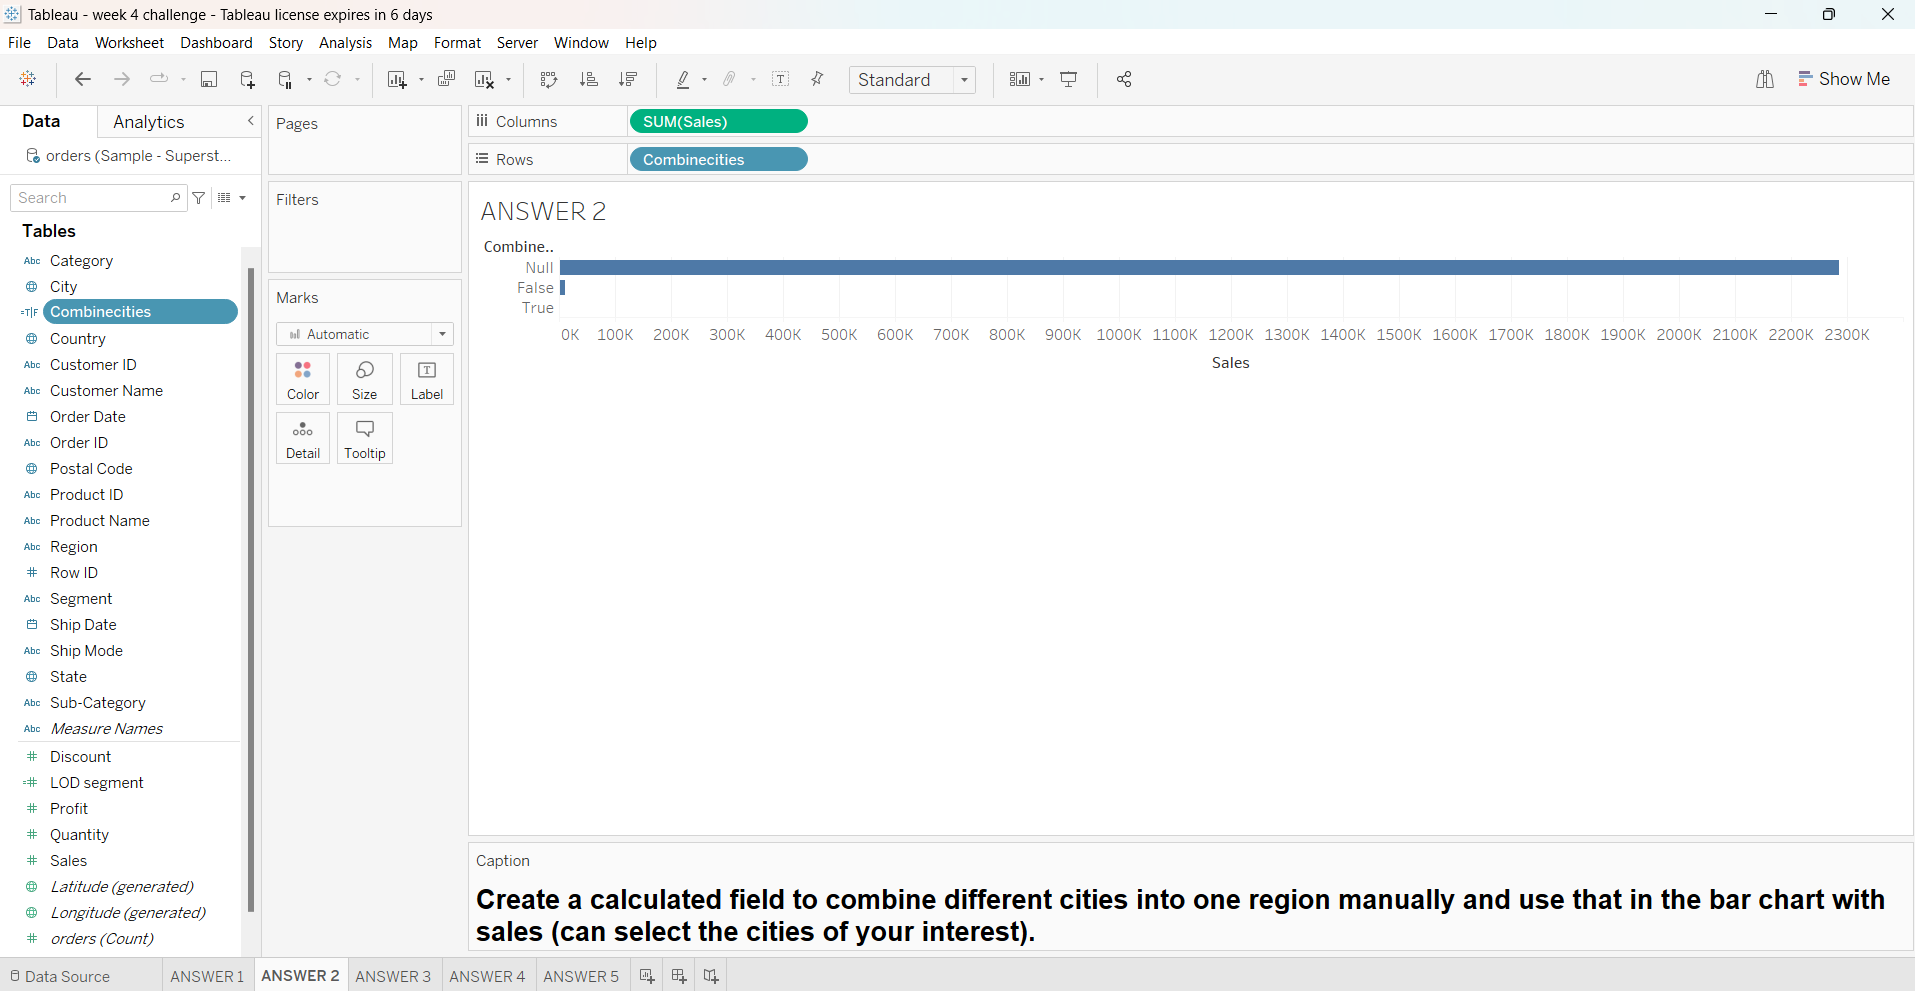 Tableau - week 4 challenge - Tableau license expires in 6 days
File Data Worksheet Dashboard Story Analysis Map Format Server Window Help
Standard
Show Me
Data Analytics
orders (Sample - Superst...
Search
Tables
Abc Category
City
=T|F Combinecities
Country
Abc Customer ID
Abc Customer Name
Order Date
Abc Order ID
Postal Code
Abc Product ID
Abc Product Name
Abc Region
# Row ID
Abc Segment
Ship Date
Abc Ship Mode
State
Abc Sub-Category
Abc Measure Names
# Discount
=# LOD segment
# Profit
# Quantity
# Sales
Latitude (generated)
Longitude (generated)
# orders (Count)
Pages
Filters
Marks
Automatic
Color Size Label
Detail Tooltip
Columns SUM(Sales)
Rows Combinecities
ANSWER 2
Combine..
Null
False
True
0K 100K 200K 300K 400K 500K 600K 700K 800K 900K 1000K 1100K 1200K 1300K 1400K 1500K 1600K 1700K 1800K 1900K 2000K 2100K 2200K 2300K
Sales
Caption
Create a calculated field to combine different cities into one region manually and use that in the bar chart with
sales (can select the cities of your interest).
Data Source ANSWER 1 ANSWER 2 ANSWER 3 ANSWER 4 ANSWER 5